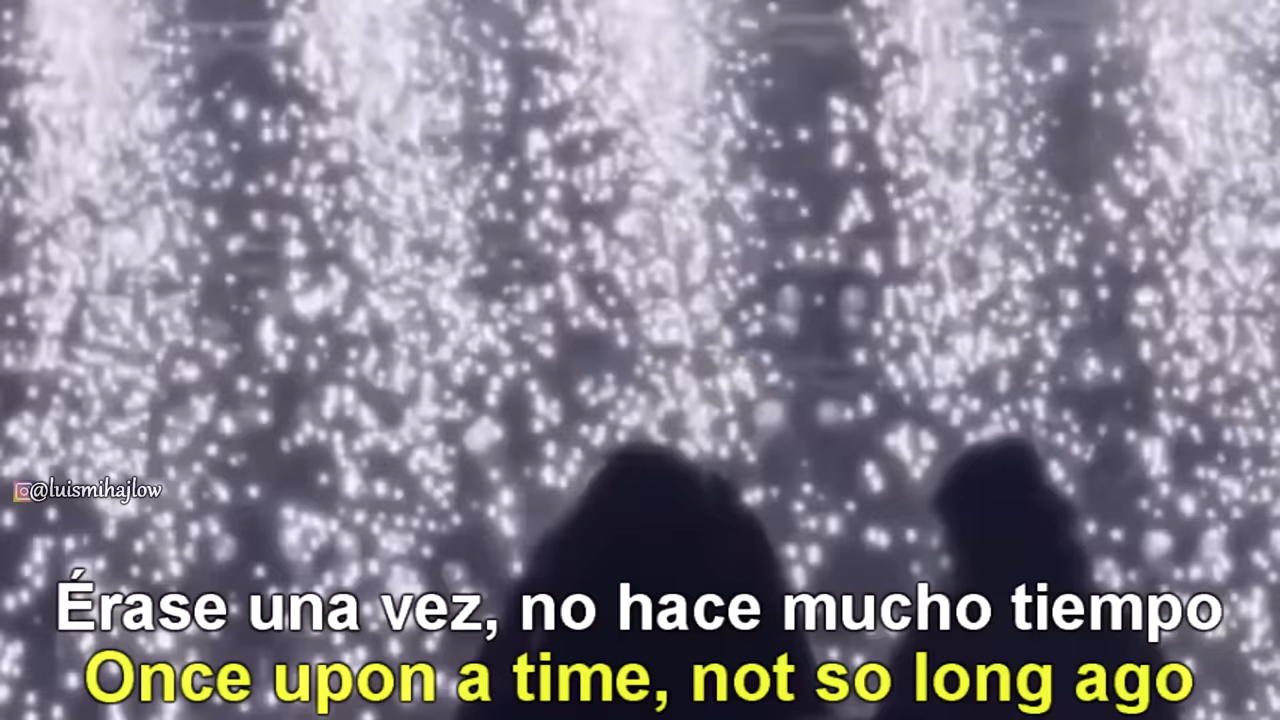 @luismihajlow
Érase una vez, no hace mucho tiempo
Once upon a time, not so long ago